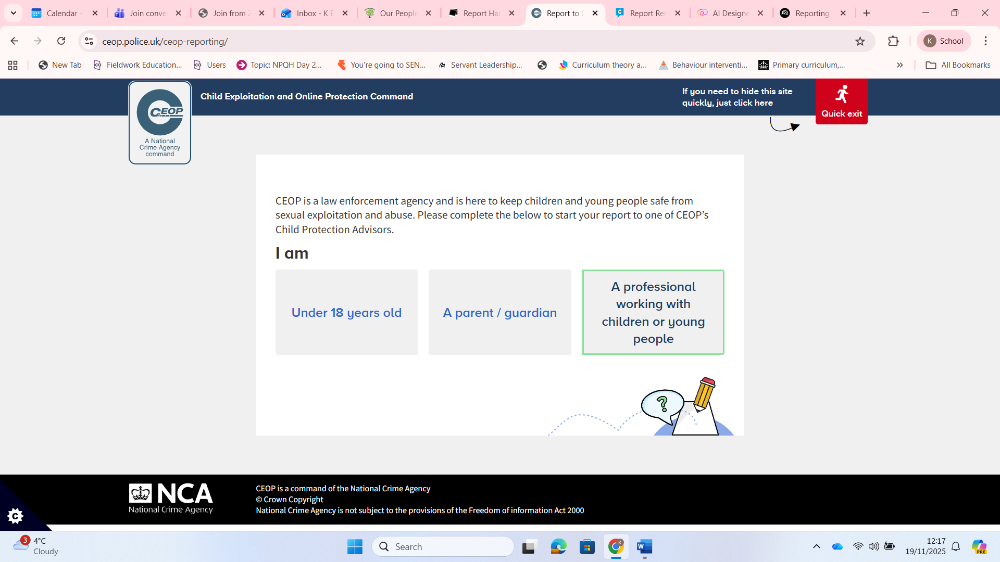 Calendar -
Join conve
Join from 2
Inbox - K E
Our People
Report Har
Report to C
Report Rem
AI Designe
Reporting
ceop.police.uk/ceop-reporting/
K School
New Tab
Fieldwork Education...
Users
Topic: NPQH Day 2...
You're going to SEN...
Servant Leadership...
Curriculum theory a...
Behaviour interventi...
Primary curriculum,...
All Bookmarks
CEOP
A National
Crime Agency
command
Child Exploitation and Online Protection Command
If you need to hide this site
quickly, just click here
Quick exit
CEOP is a law enforcement agency and is here to keep children and young people safe from
sexual exploitation and abuse. Please complete the below to start your report to one of CEOP’s
Child Protection Advisors.
I am
Under 18 years old
A parent / guardian
A professional
working with
children or young
people
?
NCA
National Crime Agency
CEOP is a command of the National Crime Agency
© Crown Copyright
National Crime Agency is not subject to the provisions of the Freedom of information Act 2000
C
3
4°C
Cloudy
Search
12:17
19/11/2025
PRE